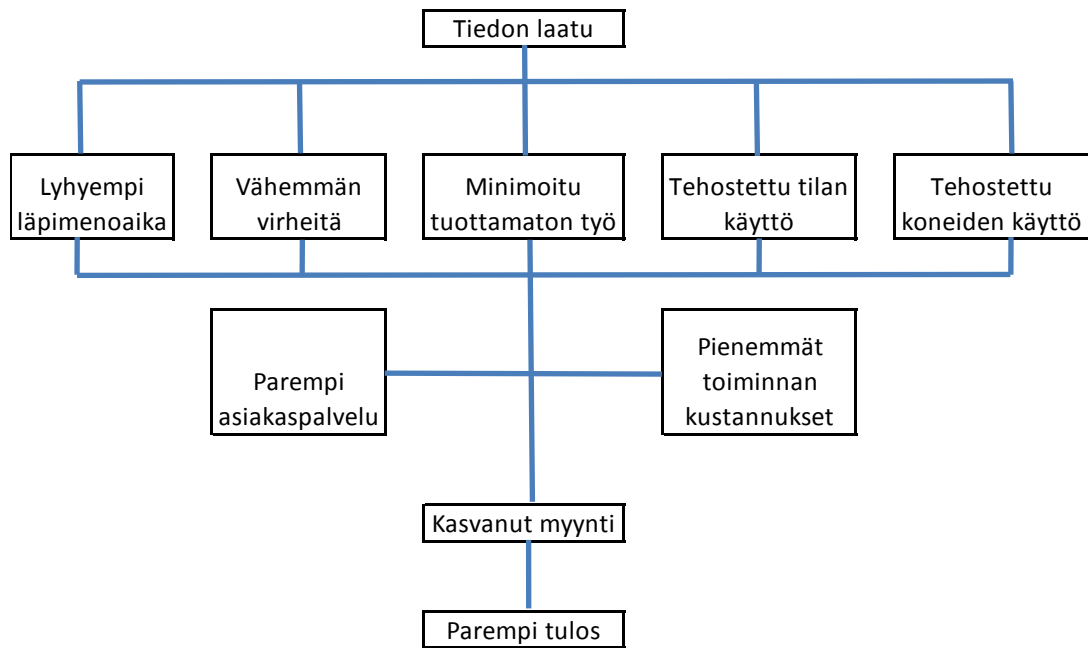 Tiedon laatu
Lyhyempi
läpimenoaika
Vähemmän
virheitä
Minimoitu
tuottamaton työ
Tehostettu tilan
käyttö
Tehostettu
koneiden käyttö
Parempi
asiakaspalvelu
Pienemmät
toiminnan
kustannukset
Kasvanut myynti
Parempi tulos